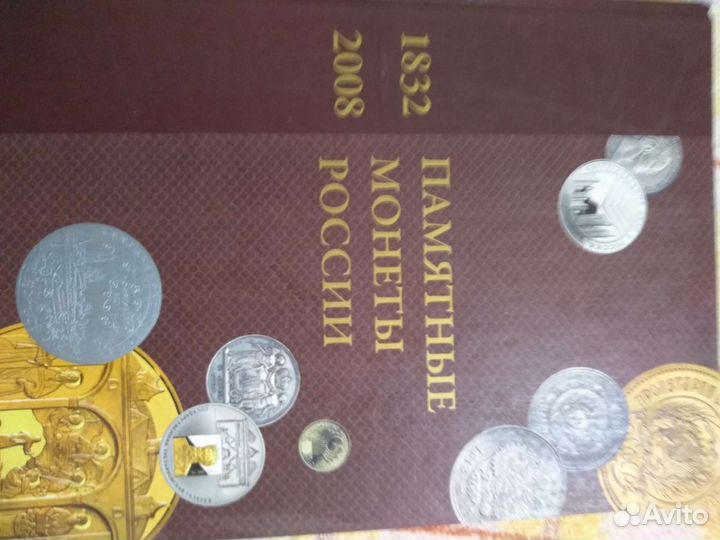 1832
2008
ПАМЯТНЫЕ
МОНЕТЫ
РОССИИ
Avito